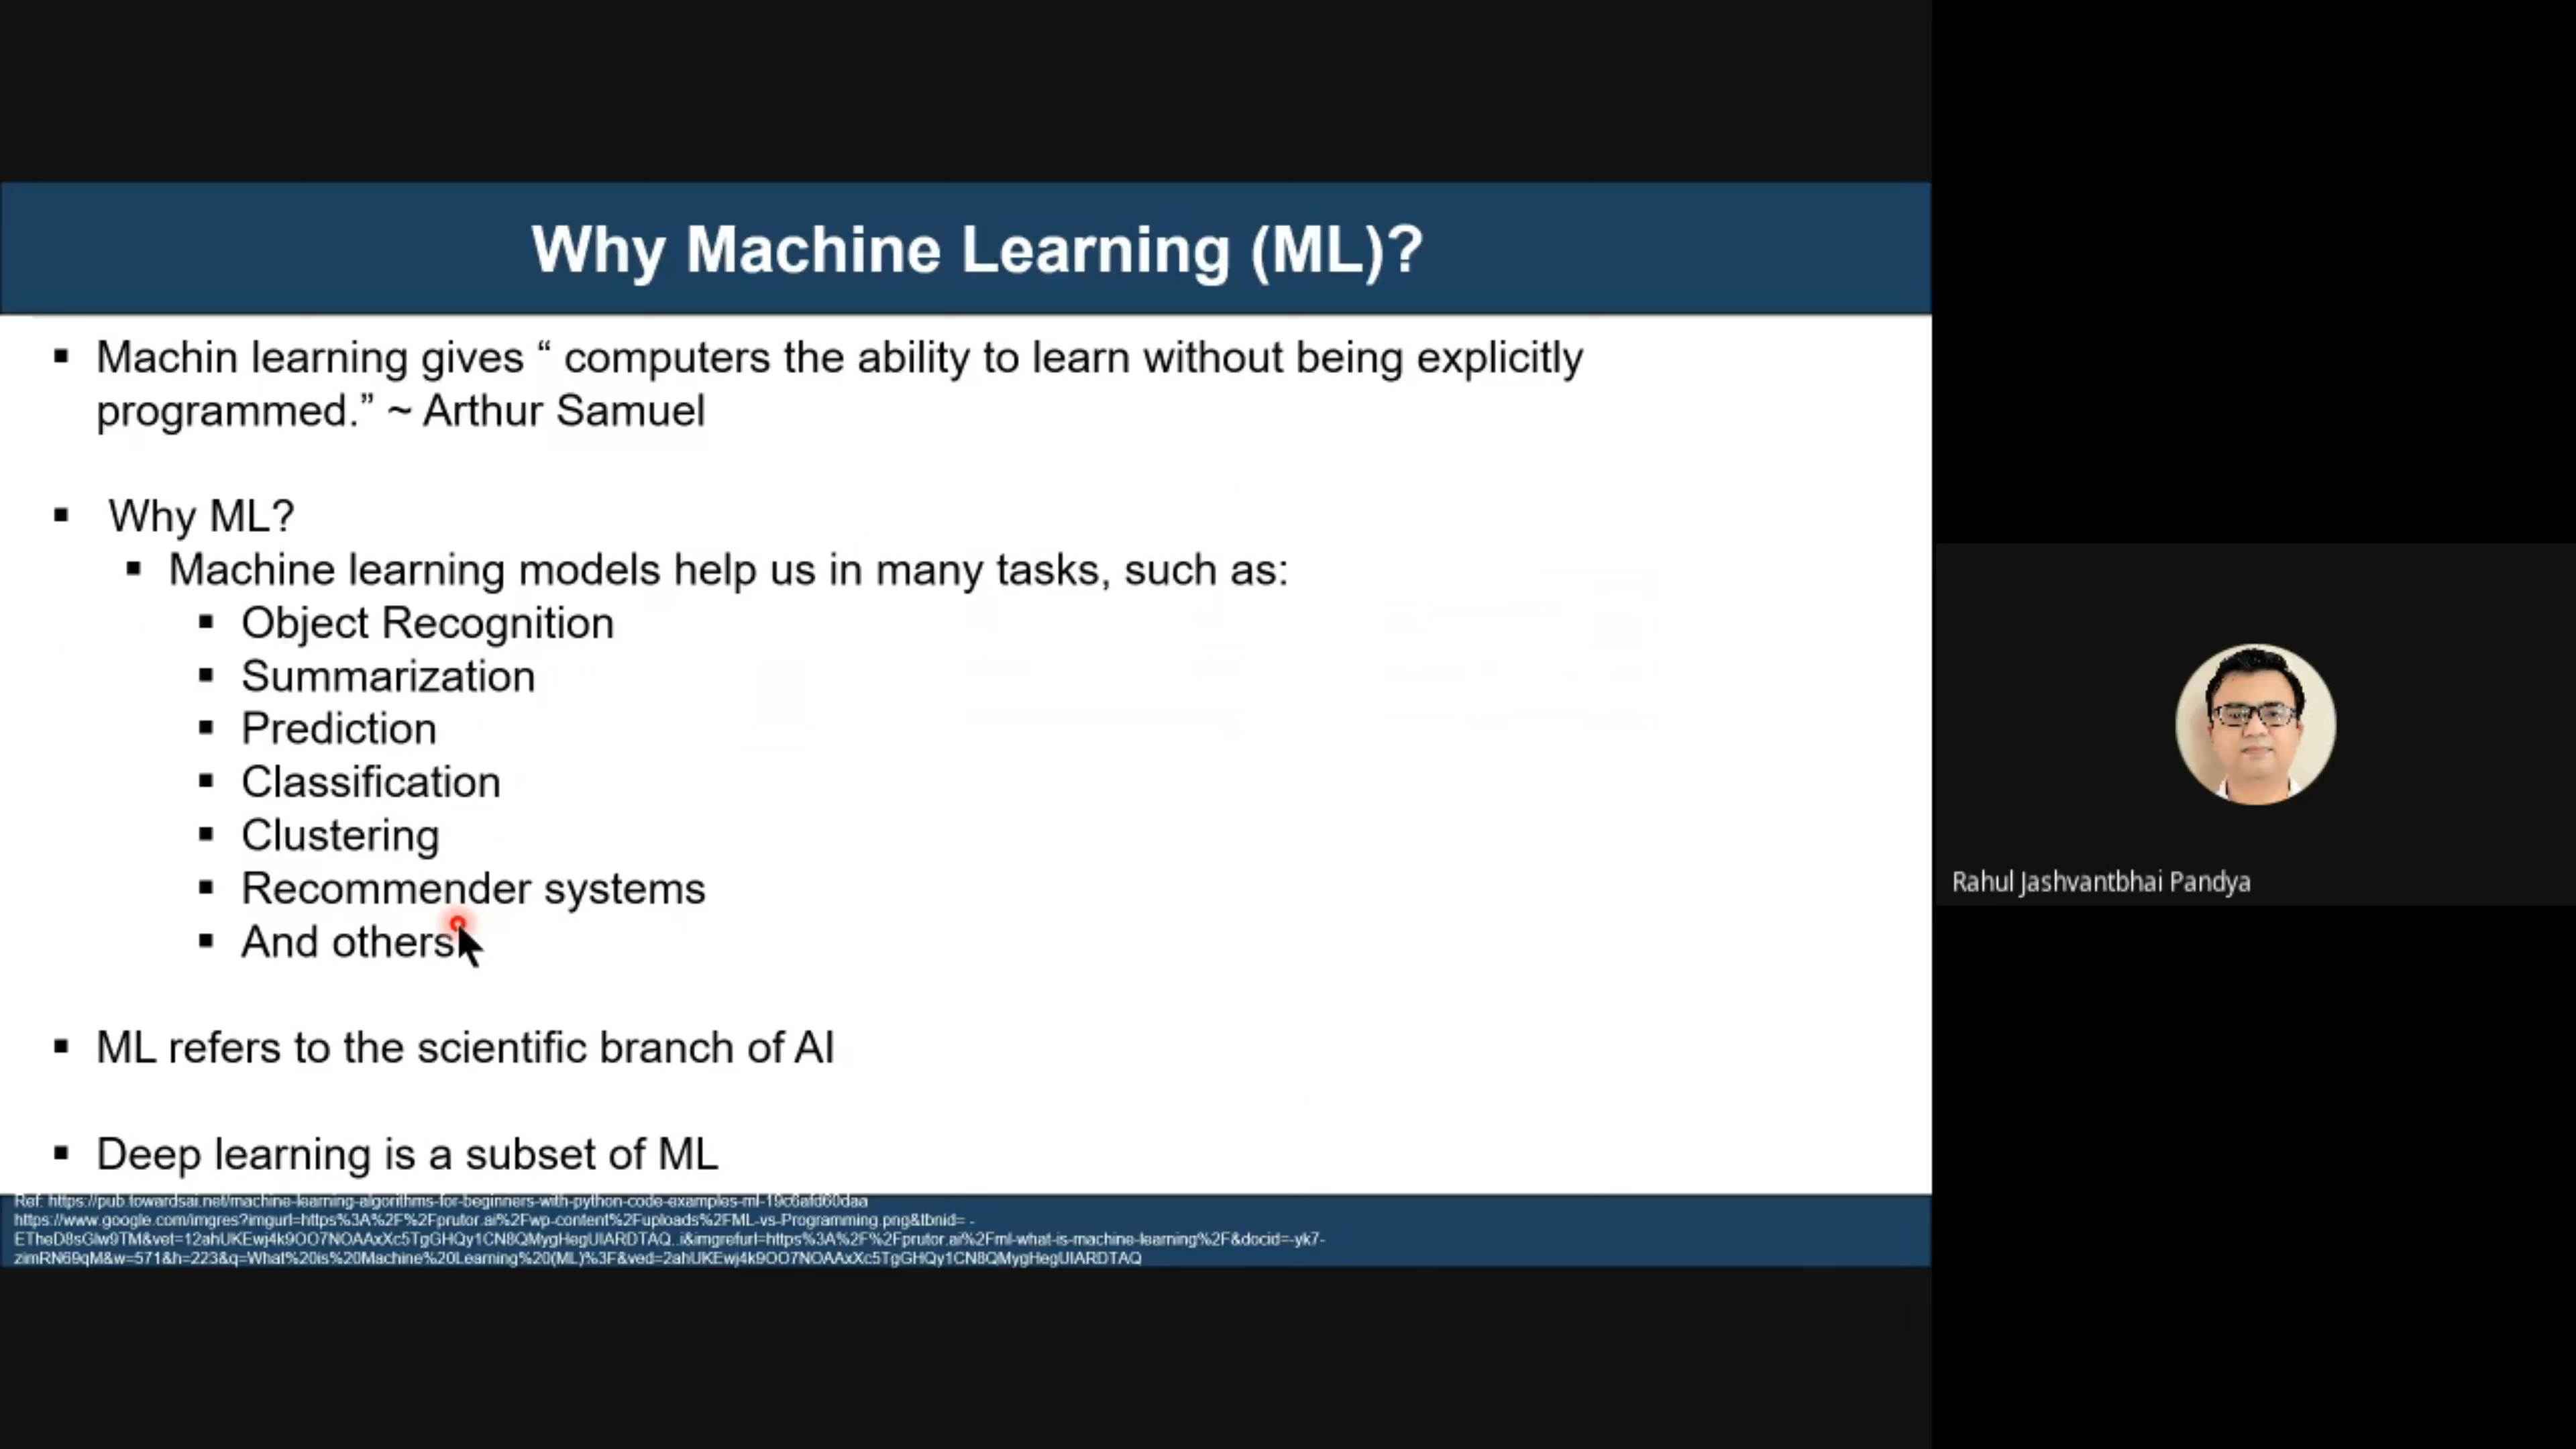 Why Machine Learning (ML)?
▪ Machin learning gives “ computers the ability to learn without being explicitly
programmed.” ~ Arthur Samuel
▪ Why ML?
▪ Machine learning models help us in many tasks, such as:
▪ Object Recognition
▪ Summarization
▪ Prediction
▪ Classification
▪ Clustering
▪ Recommender systems
▪ And others
▪ ML refers to the scientific branch of AI
▪ Deep learning is a subset of ML
Ref: https://pub.towardsai.net/machine-learning-algorithms-for-beginners-with-python-code-examples-ml-19c6afd60daa
https://www.google.com/imgres?imgurl=https%3A%2F%2Fprutor.ai%2Fwp-content%2Fuploads%2FML-vs-Programming.png&tbnid= -
ETheD8sGlw9TM&vet=12ahUKEwj4k9OO7NOAAxXc5TgGHQy1CN8QMygHegUIARDTAQ..i&imgrefurl=https%3A%2F%2Fprutor.ai%2Fml-what-is-machine-learning%2F&docid=-yk7-
zimRN69qM&w=571&h=223&q=What%20is%20Machine%20Learning%20(ML)%3F&ved=2ahUKEwj4k9OO7NOAAxXc5TgGHQy1CN8QMygHegUIARDTAQ
Rahul Jashvantbhai Pandya